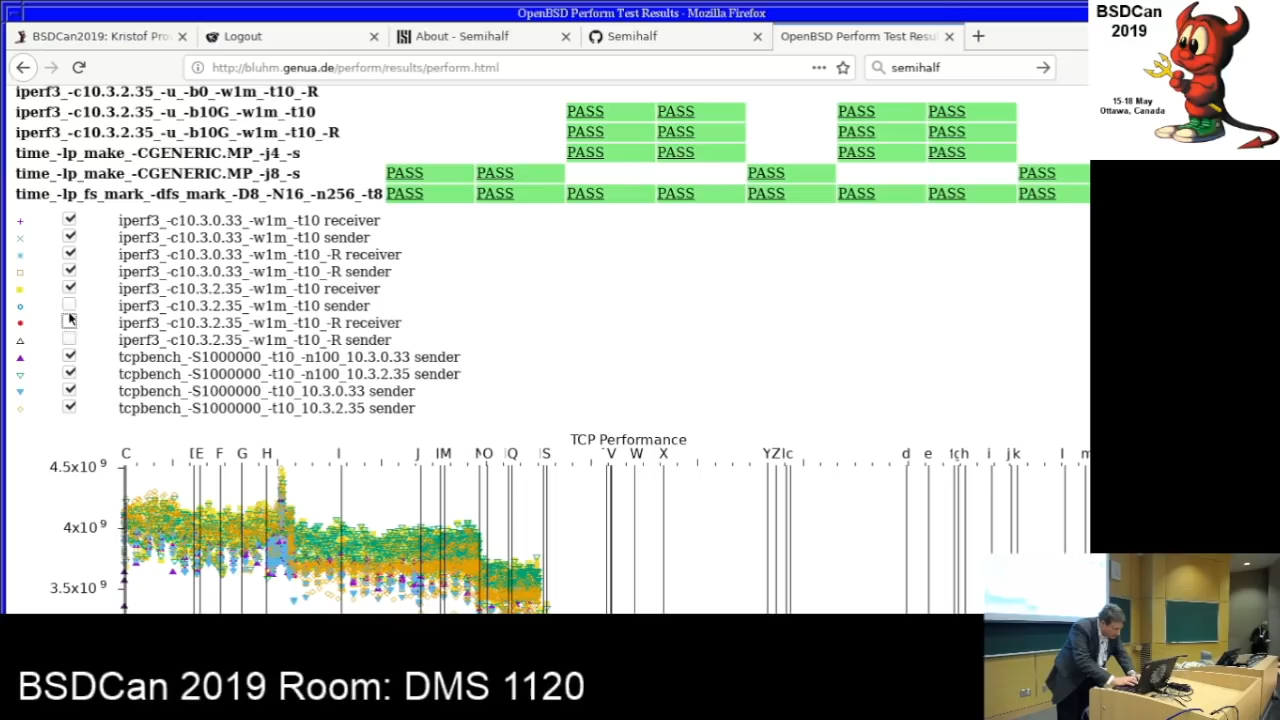 OpenBSD Perform Test Results - Mozilla Firefox
BSDCan2019: Kristof Pro
Logout
About - Semihalf
Semihalf
OpenBSD Perform Test Resul
http://bluhm.genua.de/perform/results/perform.html
semihalf
BSDCan
2019
15-18 May
Ottawa, Canada
iperf3_-c10.3.2.35_-u_-b0_-w1m_-t10_-R
iperf3_-c10.3.2.35_-u_-b10G_-w1m_-t10 PASS PASS PASS PASS
iperf3_-c10.3.2.35_-u_-b10G_-w1m_-t10_-R PASS PASS PASS PASS
time_-lp_make_-CGENERIC.MP_-j4_-s PASS PASS PASS PASS
time_-lp_make_-CGENERIC.MP_-j8_-s PASS PASS PASS PASS
time_-lp_fs_mark_-dfs_mark_-D8_-N16_-n256_-t8 PASS PASS PASS PASS PASS PASS PASS PASS
iperf3_-c10.3.0.33_-w1m_-t10 receiver
iperf3_-c10.3.0.33_-w1m_-t10 sender
iperf3_-c10.3.0.33_-w1m_-t10_-R receiver
iperf3_-c10.3.0.33_-w1m_-t10_-R sender
iperf3_-c10.3.2.35_-w1m_-t10 receiver
iperf3_-c10.3.2.35_-w1m_-t10 sender
iperf3_-c10.3.2.35_-w1m_-t10_-R receiver
iperf3_-c10.3.2.35_-w1m_-t10_-R sender
tcpbench_-S1000000_-t10_-n100_10.3.0.33 sender
tcpbench_-S1000000_-t10_-n100_10.3.2.35 sender
tcpbench_-S1000000_-t10_10.3.0.33 sender
tcpbench_-S1000000_-t10_10.3.2.35 sender
TCP Performance
C E F G H I J M O Q S V W X Y Z c d e h i j k l m
4.5x10⁹
4x10⁹
3.5x10⁹
BSDCan 2019 Room: DMS 1120